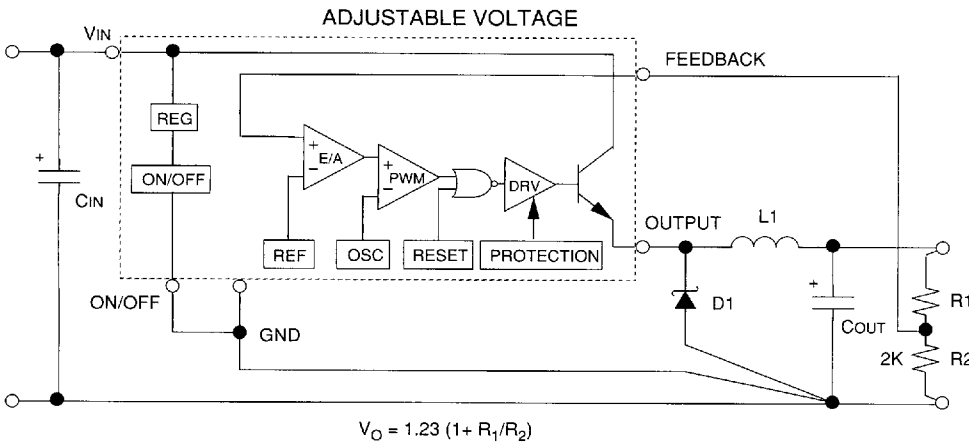 ADJUSTABLE VOLTAGE
VIN
FEEDBACK
REG
E/A
+
−
ON/OFF
+
CIN
+
−
PWM
DRV
REF
OSC
RESET
PROTECTION
OUTPUT
L1
ON/OFF
GND
D1
+
COUT
R1
2K
R2
VO = 1.23 (1+ R1/R2)